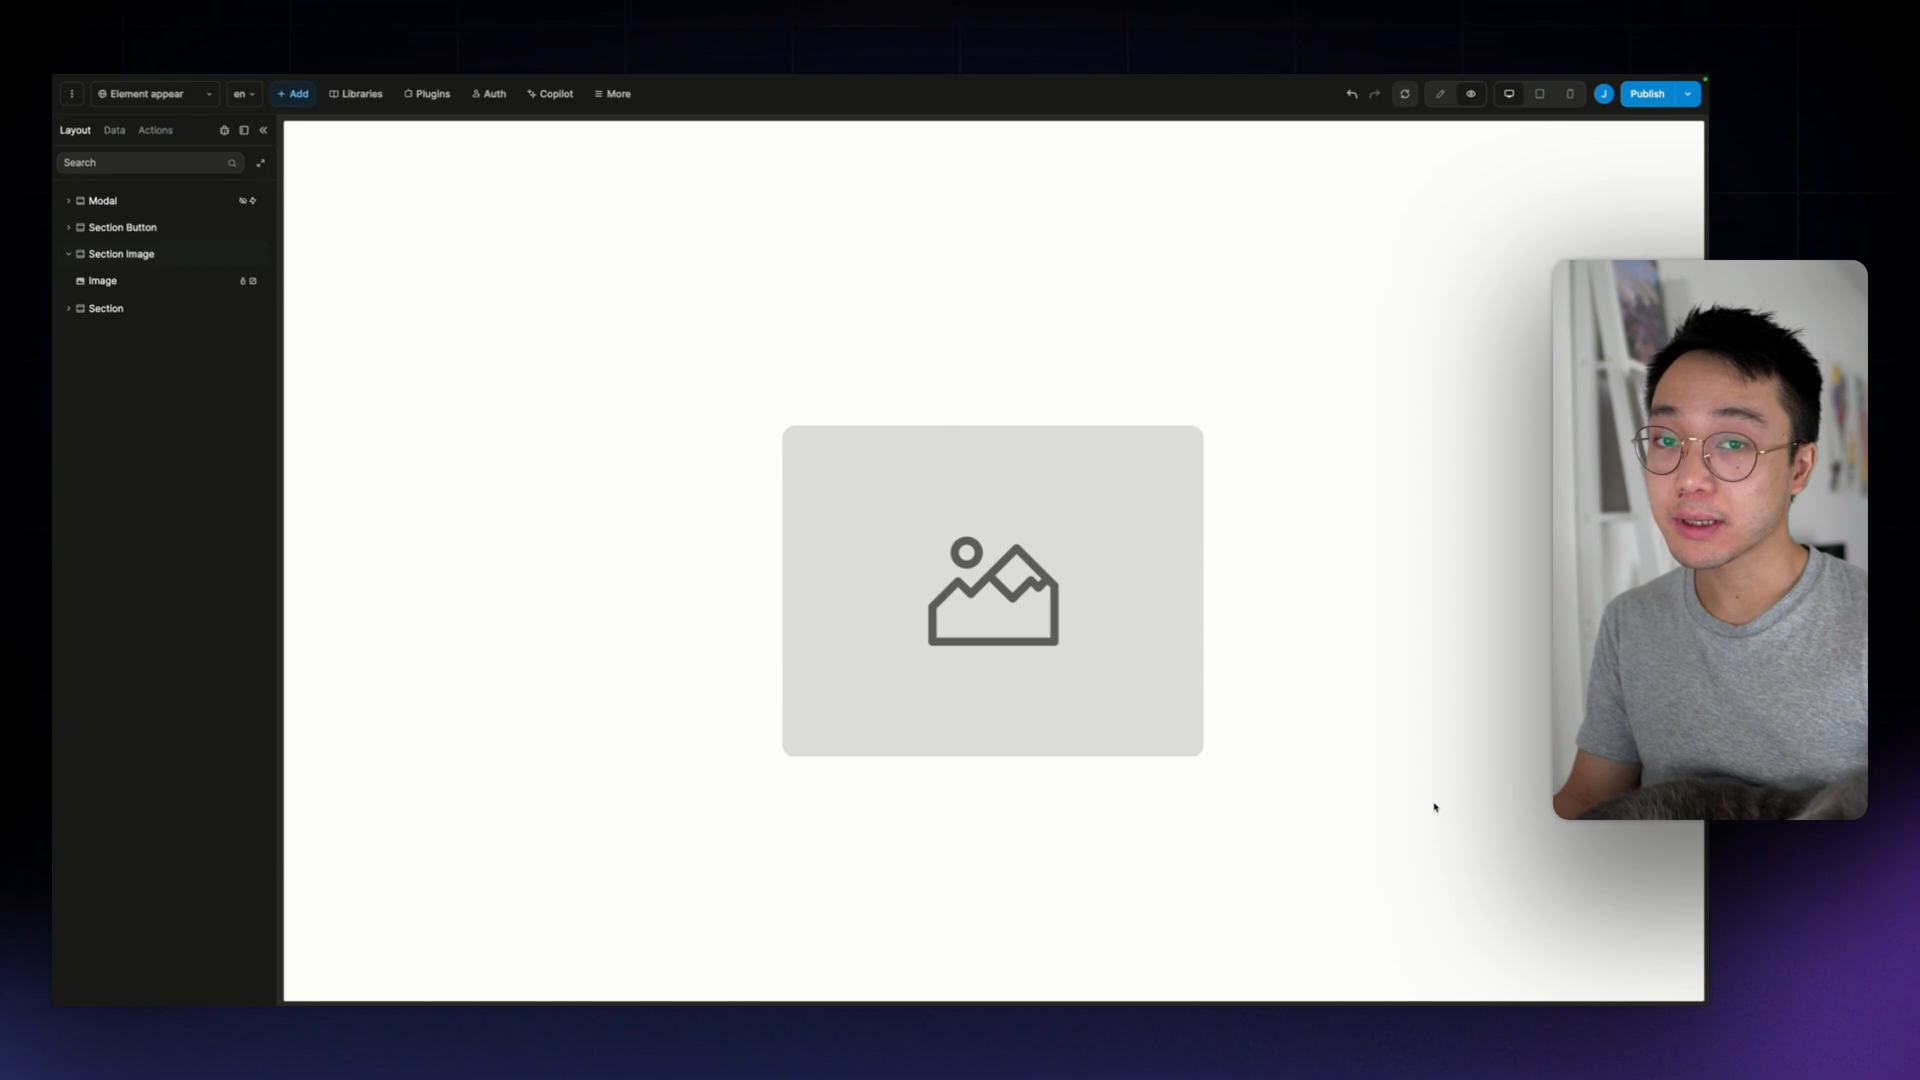 Element appear
en
+ Add
Libraries
Plugins
Auth
Copilot
More
J
Publish
Layout
Data
Actions
Search
Modal
Section Button
Section Image
Image
Section